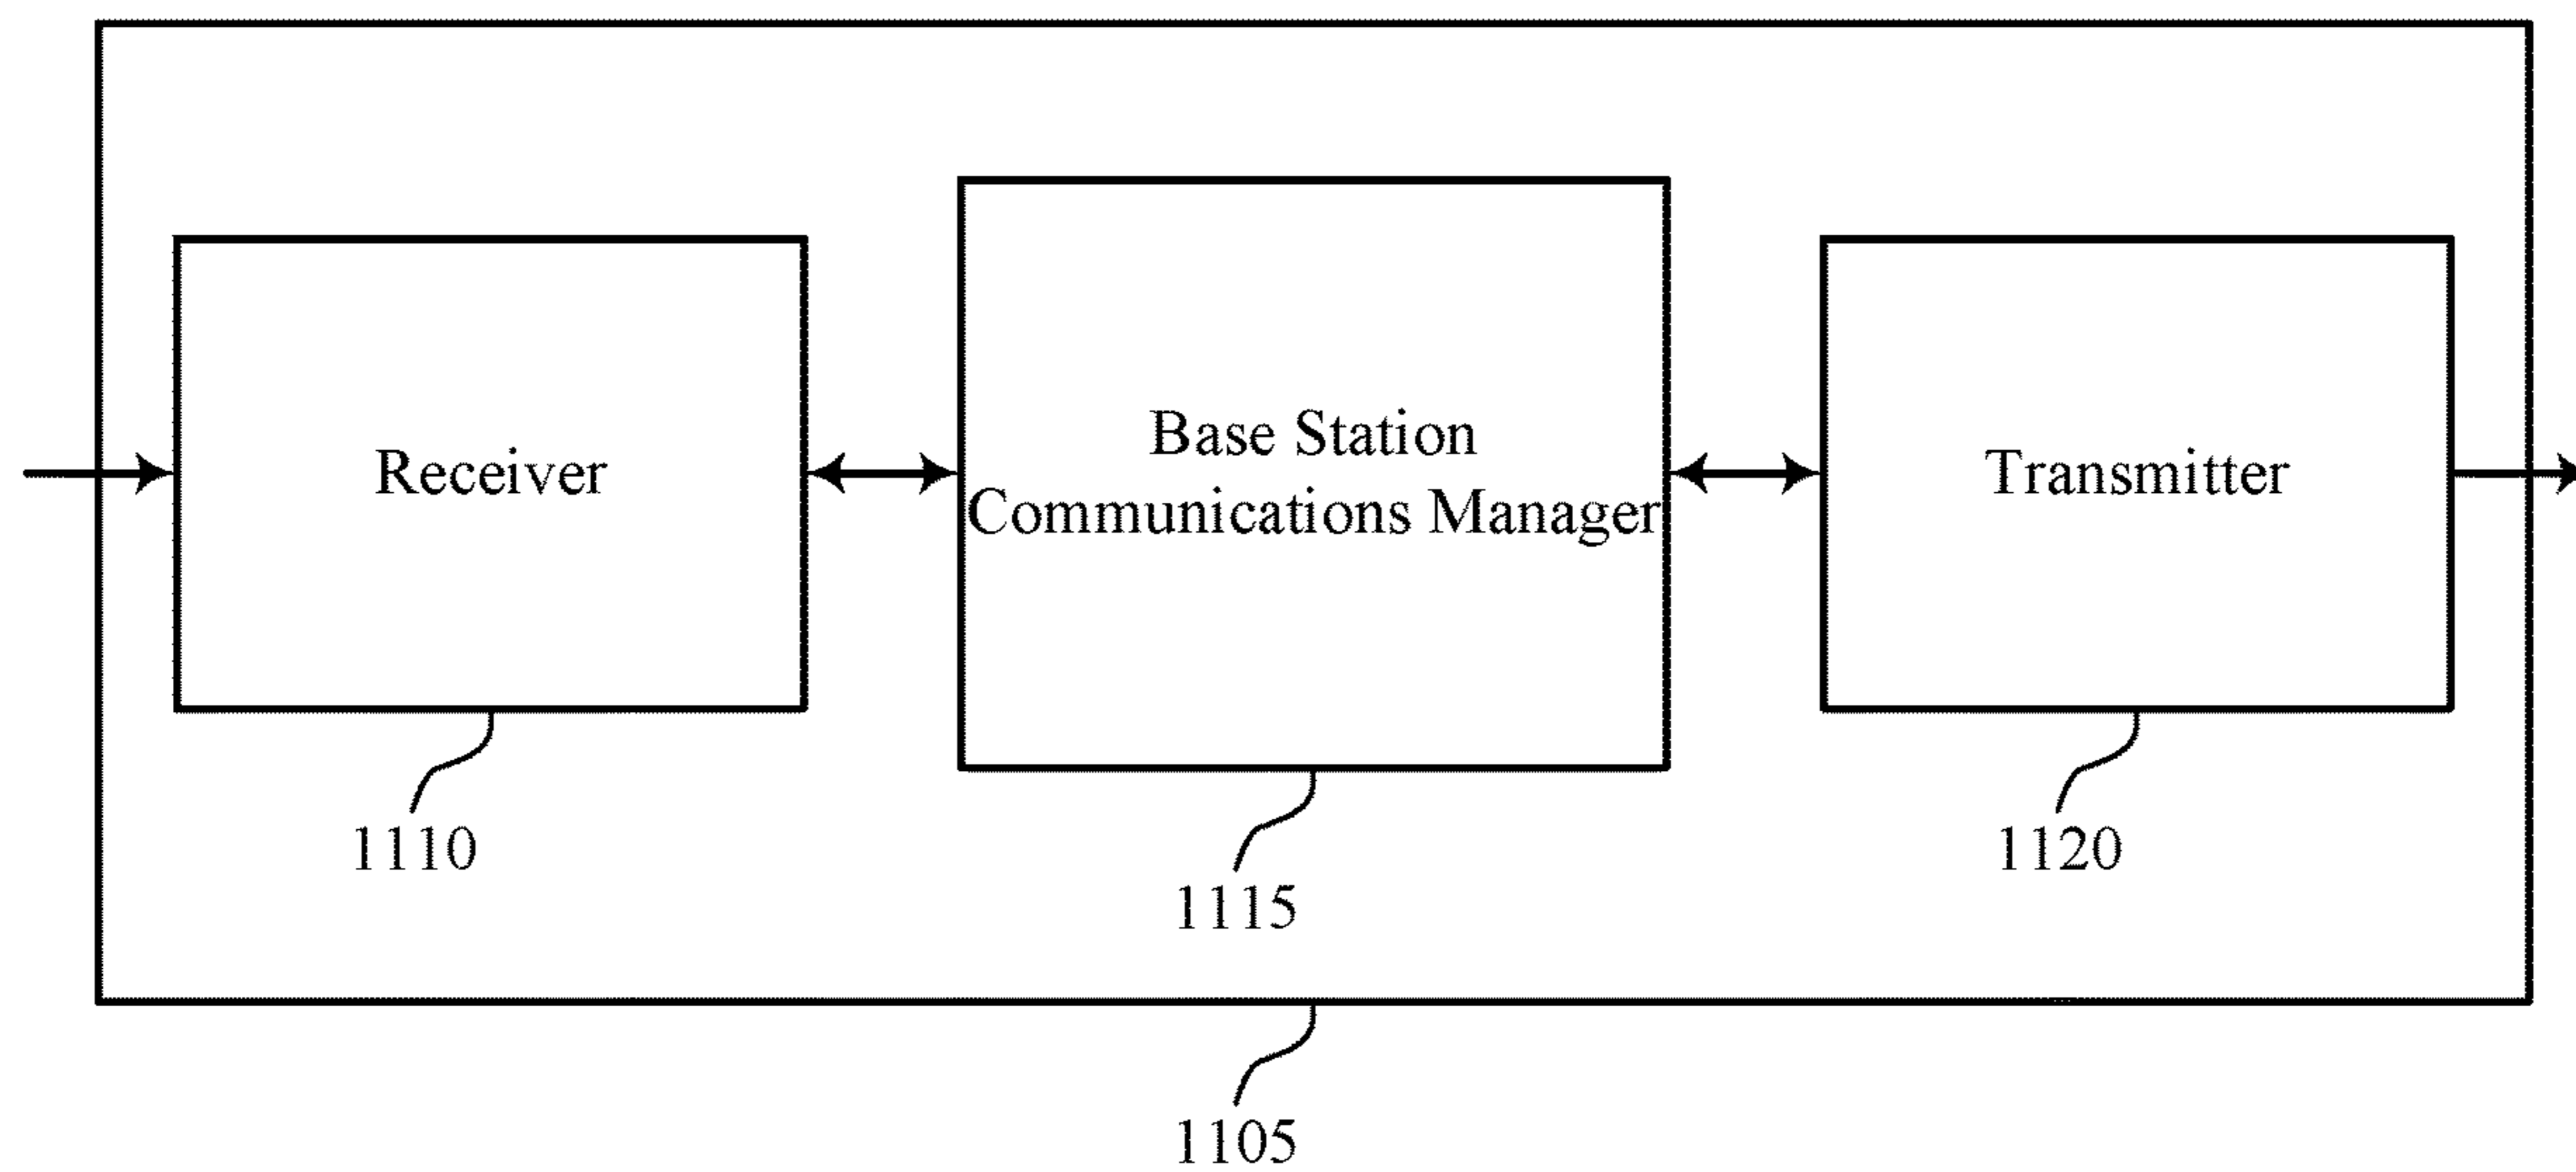 Receiver
Base Station
Communications Manager
Transmitter
1110
1115
1120
1105